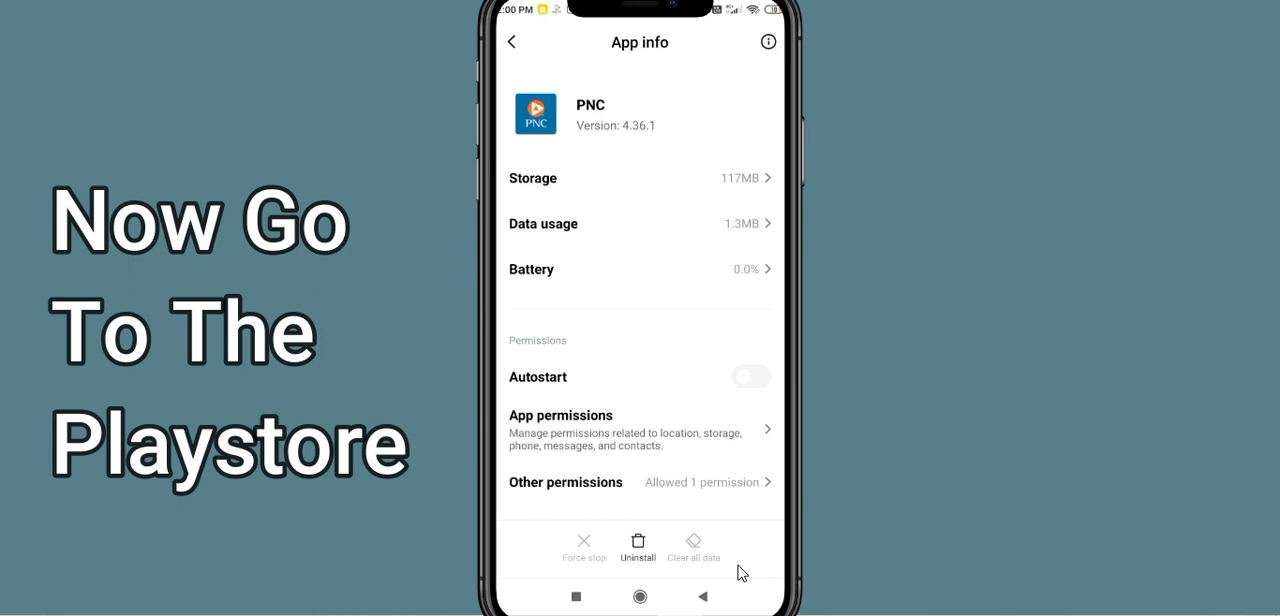 :00 PM
App info
PNC
PNC
Version: 4.36.1
Storage 117MB
Data usage 1.3MB
Battery 0.0%
Permissions
Autostart
App permissions
Manage permissions related to location, storage,
phone, messages, and contacts.
Other permissions Allowed 1 permission
Force stop Uninstall Clear all data
Now Go
To The
Playstore